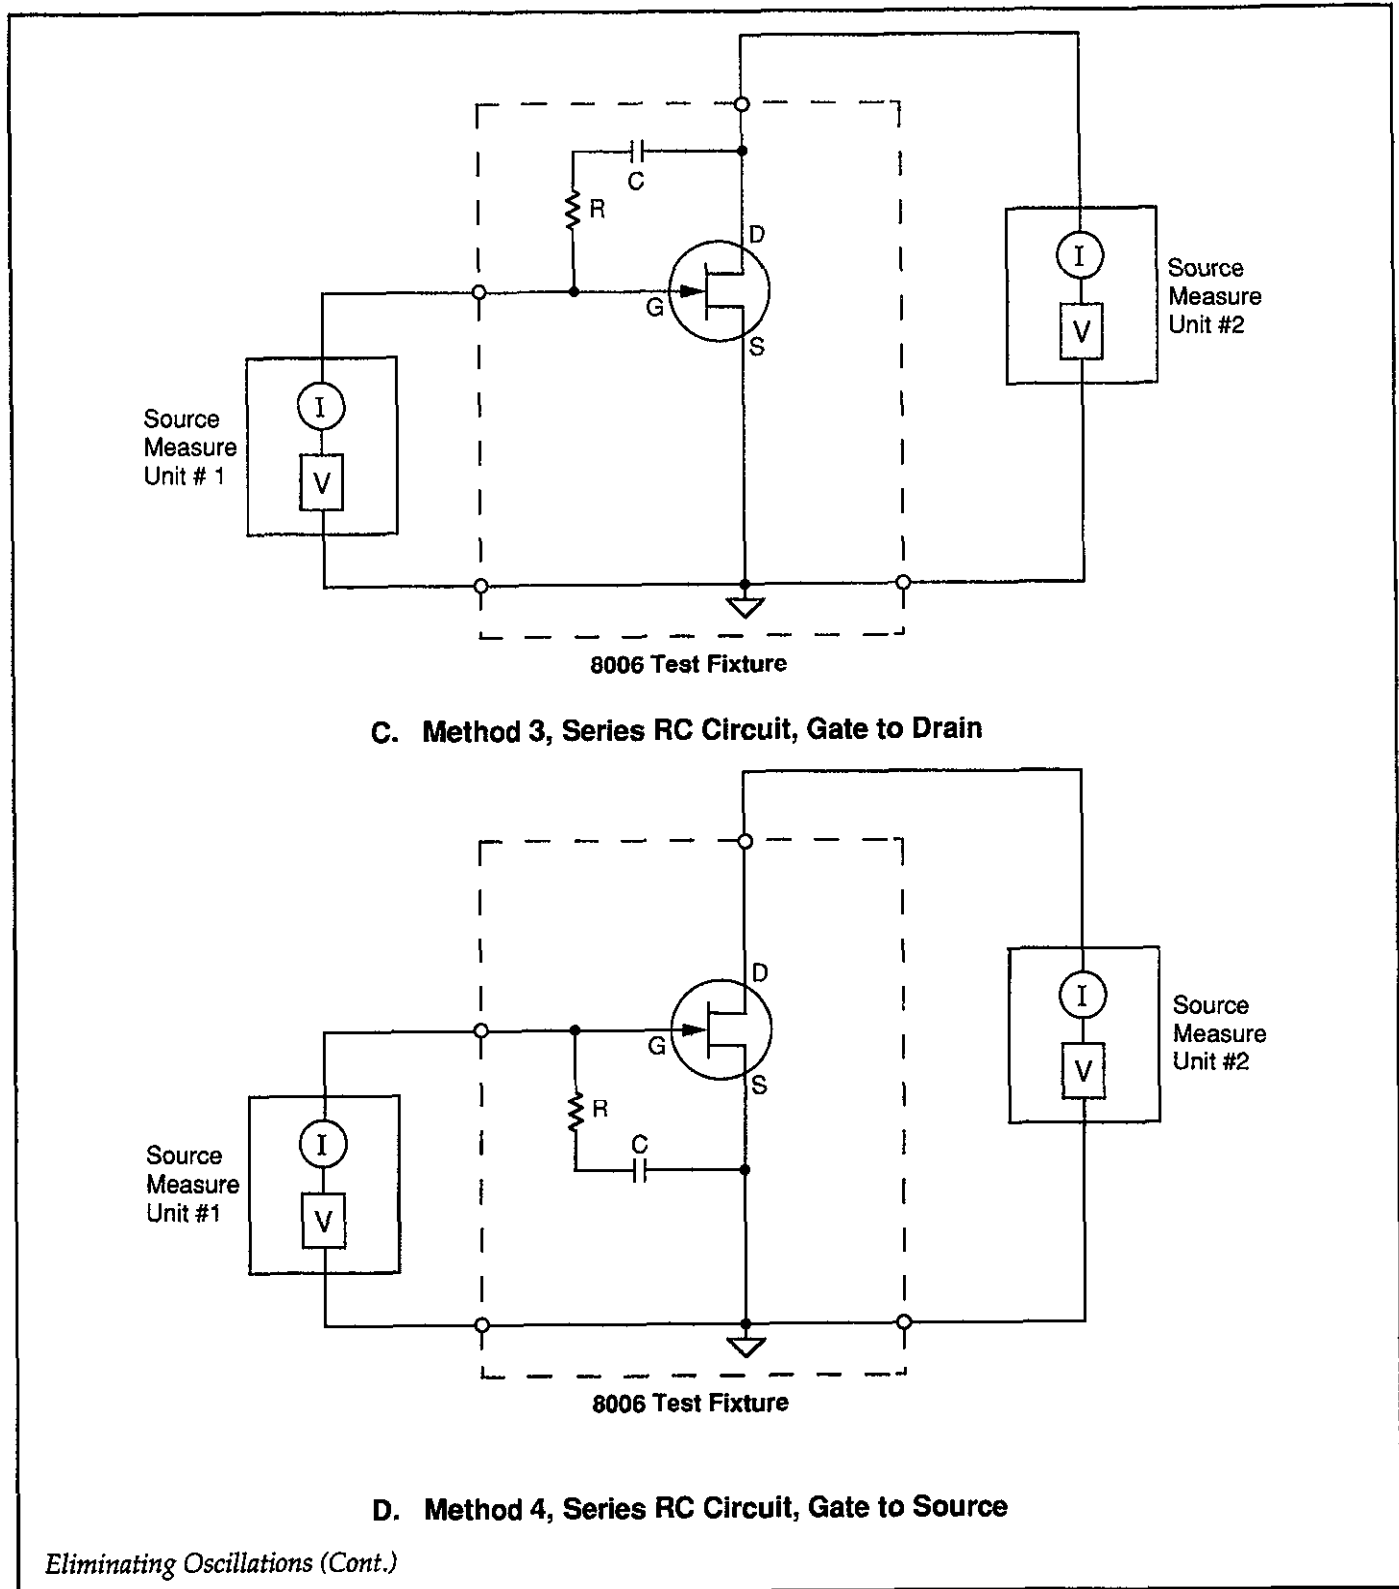 C
R
D
G
S
I
V
Source
Measure
Unit #2
I
V
Source
Measure
Unit # 1
8006 Test Fixture
C. Method 3, Series RC Circuit, Gate to Drain
D
G
S
R
C
I
V
Source
Measure
Unit #2
I
V
Source
Measure
Unit #1
8006 Test Fixture
D. Method 4, Series RC Circuit, Gate to Source
Eliminating Oscillations (Cont.)